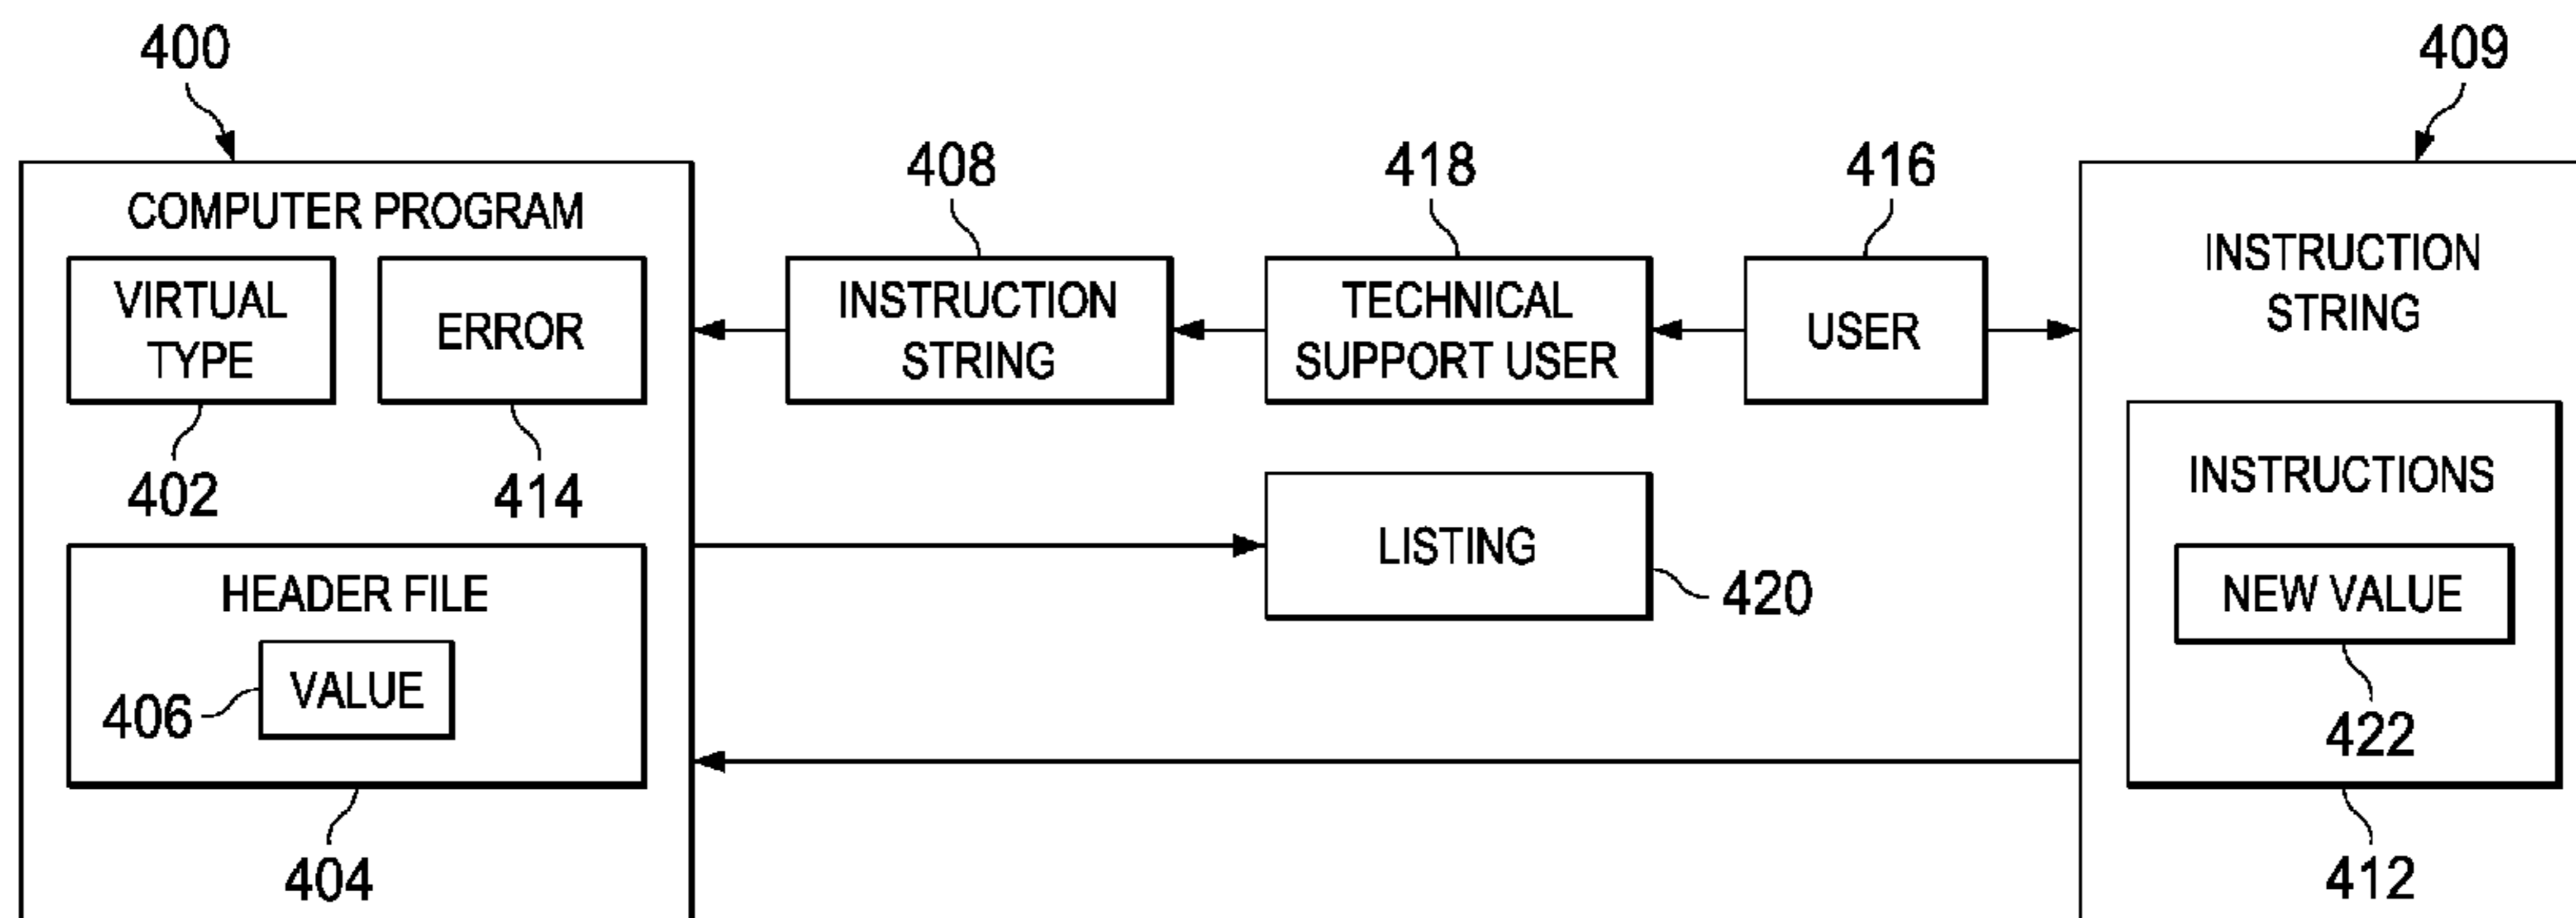 400
409
408
418
416
COMPUTER PROGRAM
VIRTUAL
TYPE
ERROR
402
414
HEADER FILE
VALUE
406
404
INSTRUCTION
STRING
TECHNICAL
SUPPORT USER
USER
LISTING
420
INSTRUCTION
STRING
INSTRUCTIONS
NEW VALUE
422
412